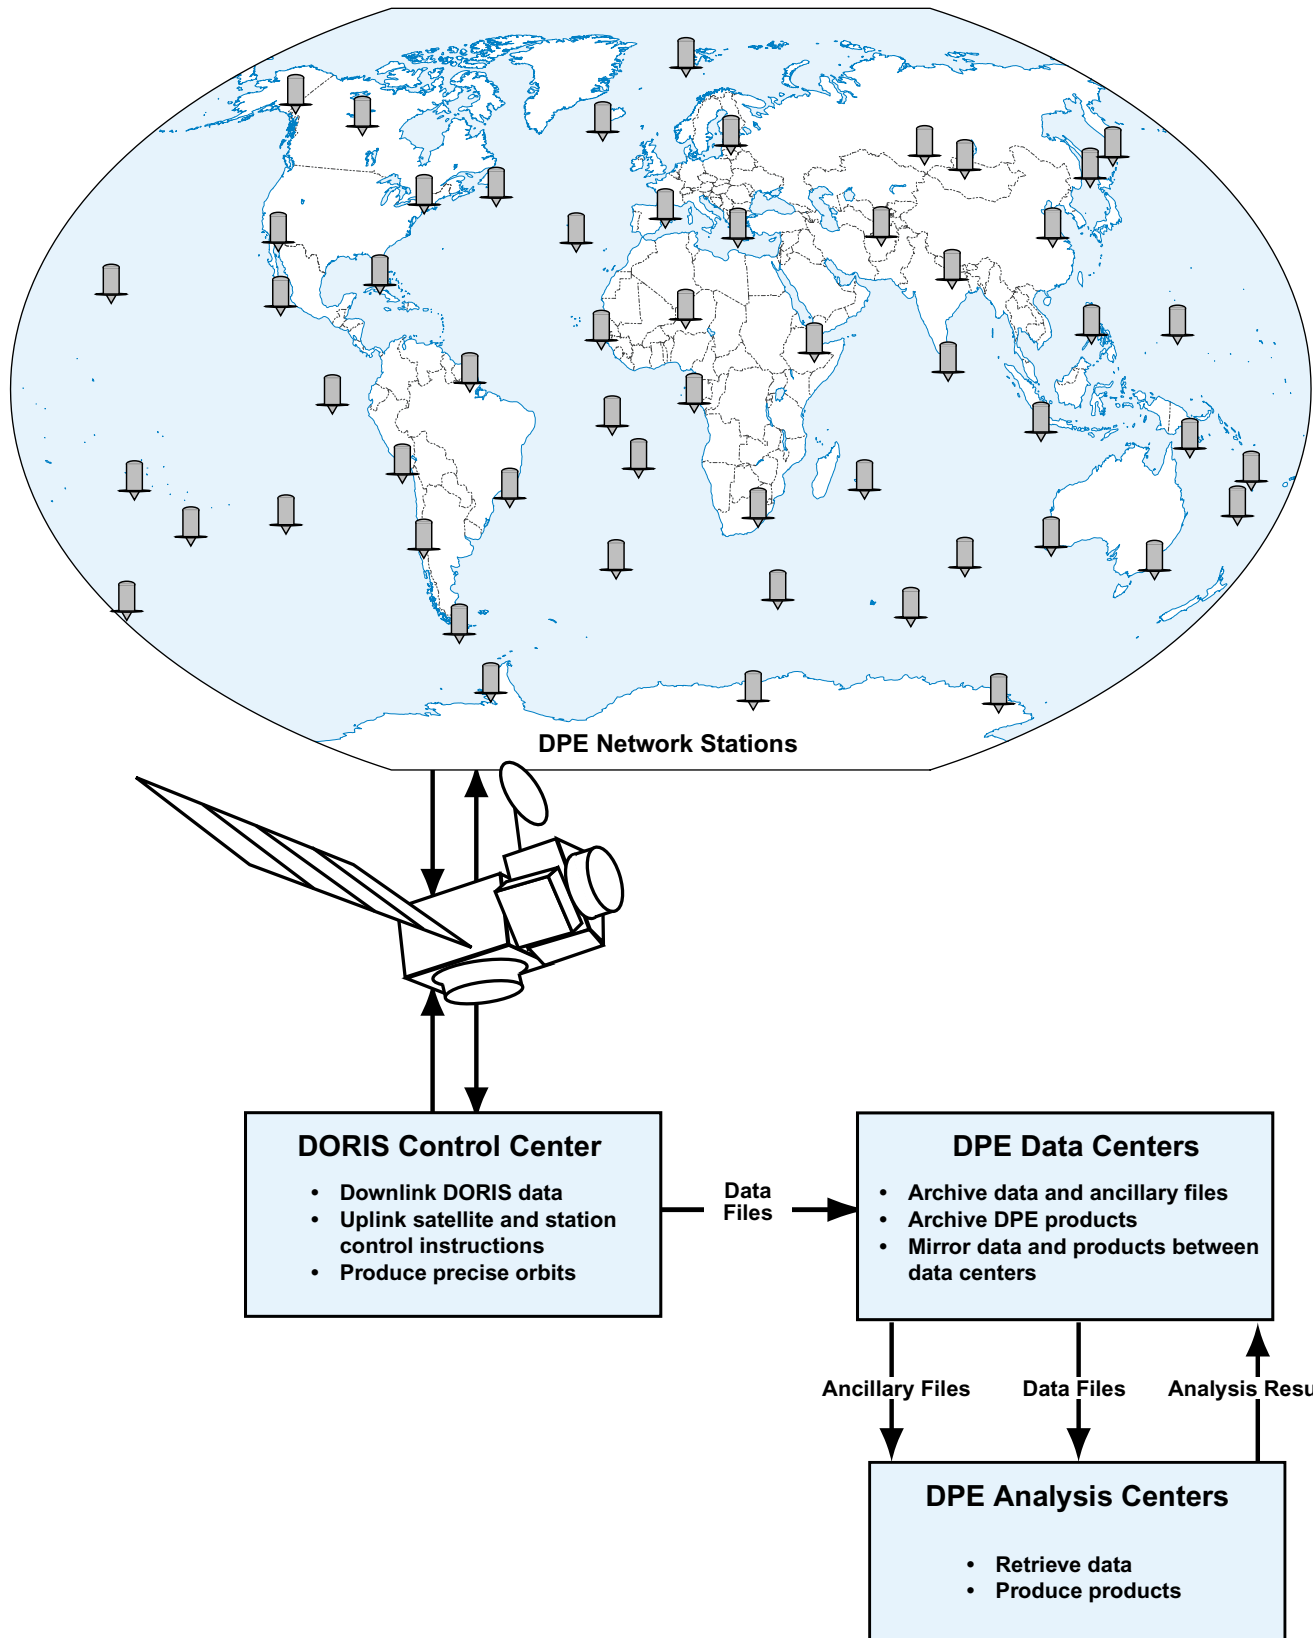 DPE Network Stations
DORIS Control Center
• Downlink DORIS data
• Uplink satellite and station
control instructions
• Produce precise orbits
Data
Files
DPE Data Centers
• Archive data and ancillary files
• Archive DPE products
• Mirror data and products between
data centers
Ancillary Files
Data Files
Analysis Resu
DPE Analysis Centers
• Retrieve data
• Produce products